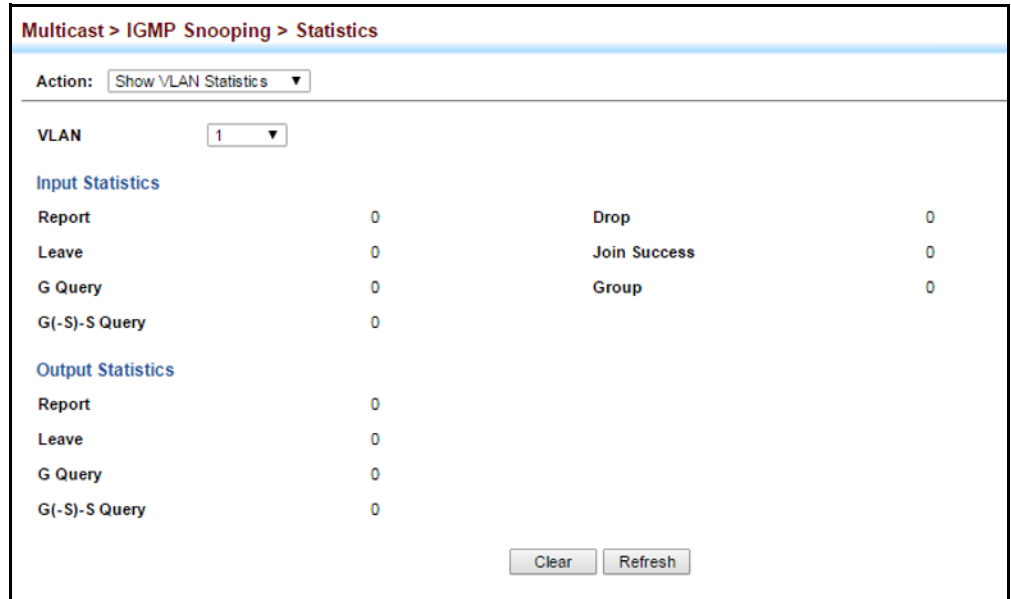 Multicast > IGMP Snooping > Statistics
Action: Show VLAN Statistics ▼
VLAN 1 ▼
Input Statistics
Report 0 Drop 0
Leave 0 Join Success 0
G Query 0 Group 0
G(-S)-S Query 0
Output Statistics
Report 0
Leave 0
G Query 0
G(-S)-S Query 0
Clear Refresh